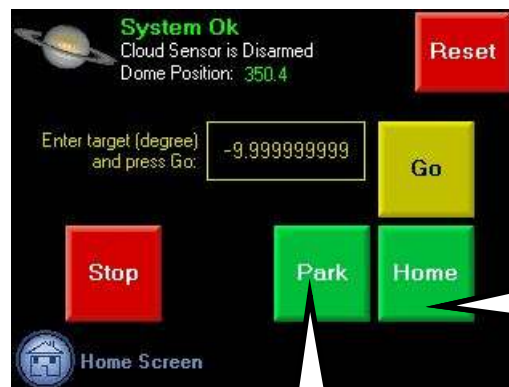 System Ok
Cloud Sensor is Disarmed
Dome Position: 350.4
Reset
Enter target (degree)
and press Go:
-9.999999999
Go
Stop
Park
Home
Home Screen